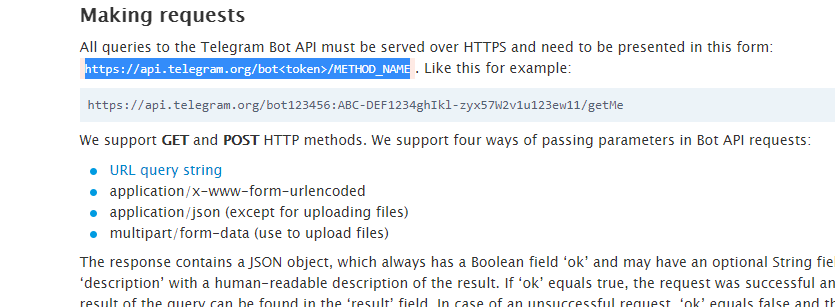 Making requests
All queries to the Telegram Bot API must be served over HTTPS and need to be presented in this form:
https://api.telegram.org/bot<token>/METHOD_NAME . Like this for example:
https://api.telegram.org/bot123456:ABC-DEF1234ghIkl-zyx57W2v1u123ew11/getMe
We support GET and POST HTTP methods. We support four ways of passing parameters in Bot API requests:
● URL query string
● application/x-www-form-urlencoded
● application/json (except for uploading files)
● multipart/form-data (use to upload files)
The response contains a JSON object, which always has a Boolean field ‘ok’ and may have an optional String
‘description’ with a human-readable description of the result. If ‘ok’ equals true, the request was successful
result of the query can be found in the ‘result’ field. In case of an unsuccessful request, ‘ok’ equals false and